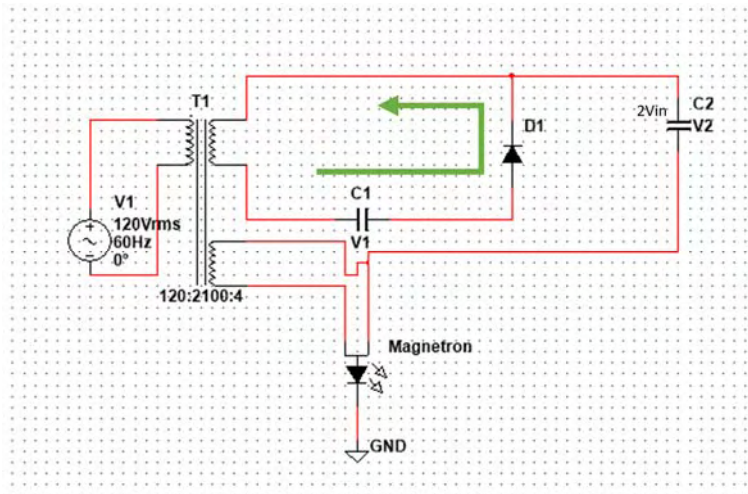 T1
2Vin
C2
V2
D1
C1
V1
V1
120Vrms
60Hz
0°
120:2100:4
Magnetron
GND